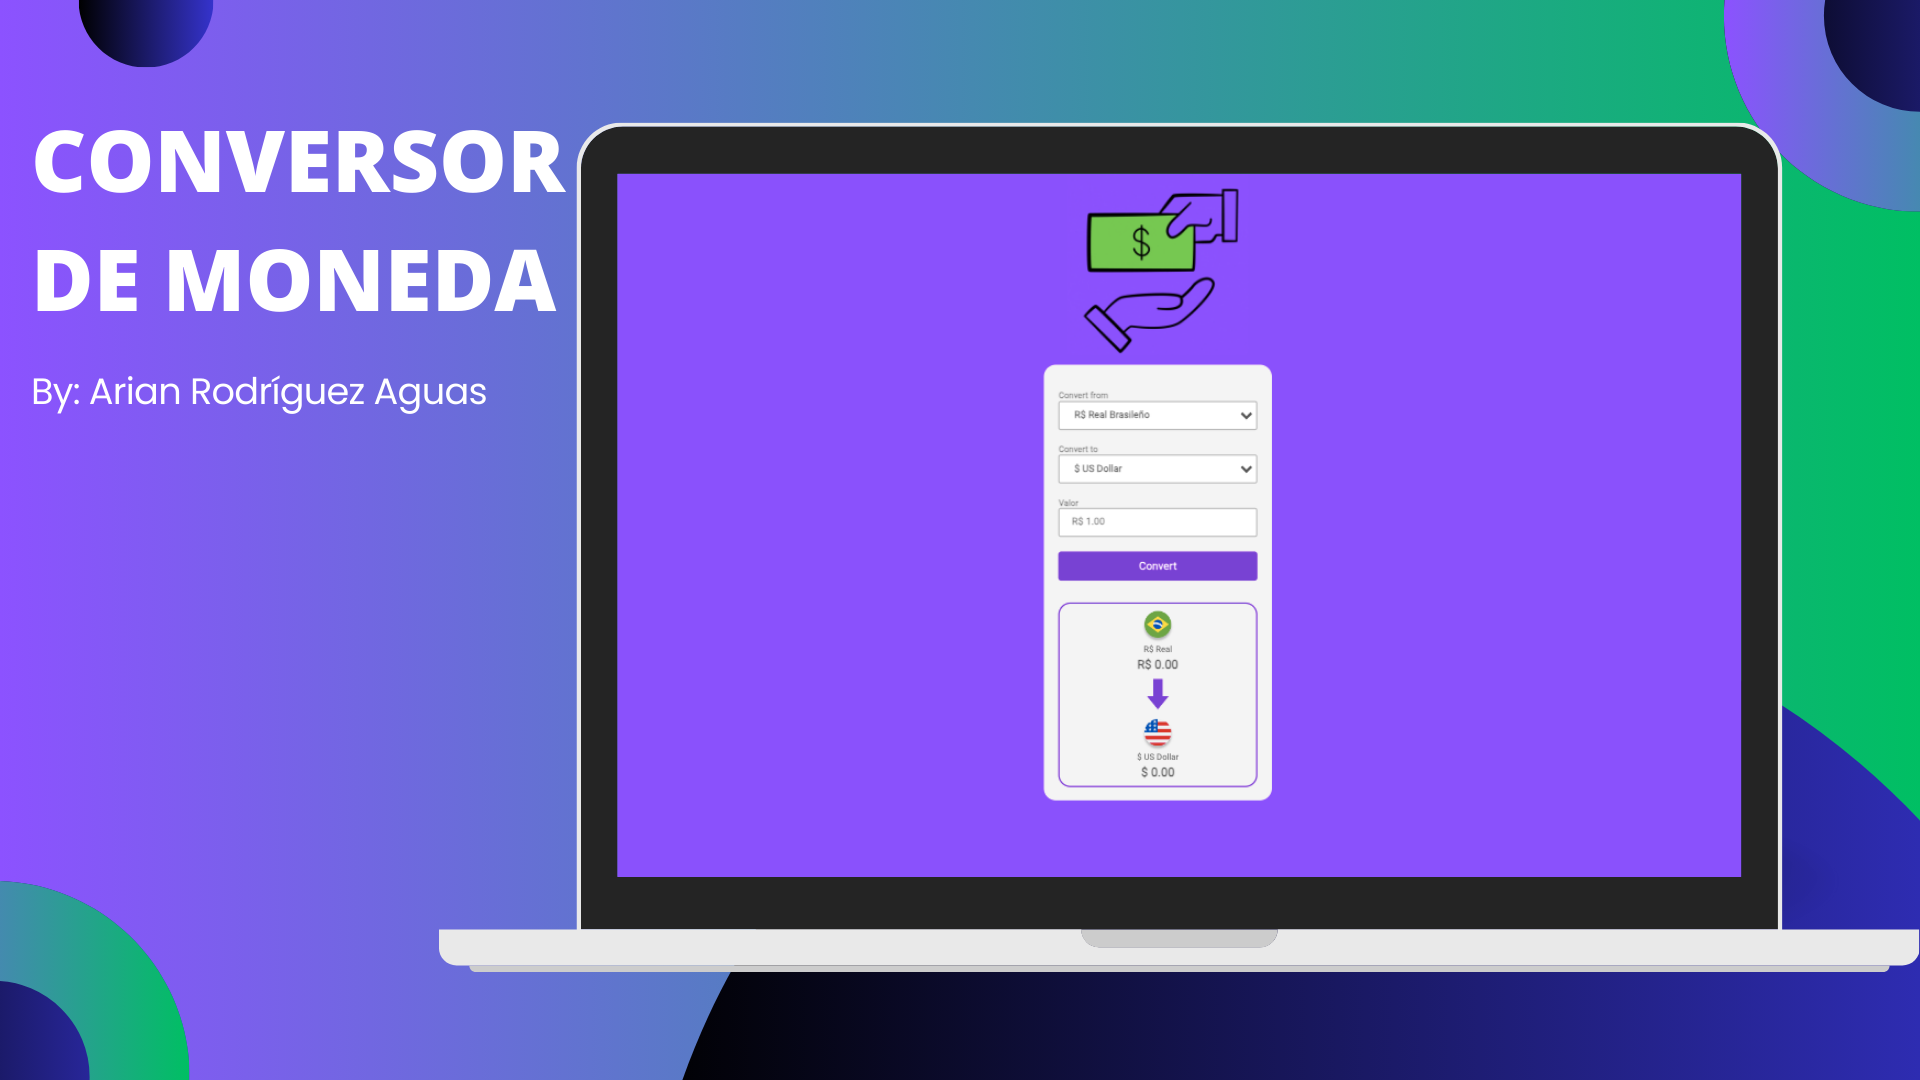 CONVERSOR
DE MONEDA
By: Arian Rodríguez Aguas
$
Convert from
R$ Real Brasileño
Convert to
$ US Dollar
Valor
R$ 1.00
Convert
R$ Real
R$ 0.00
$ US Dollar
$ 0.00